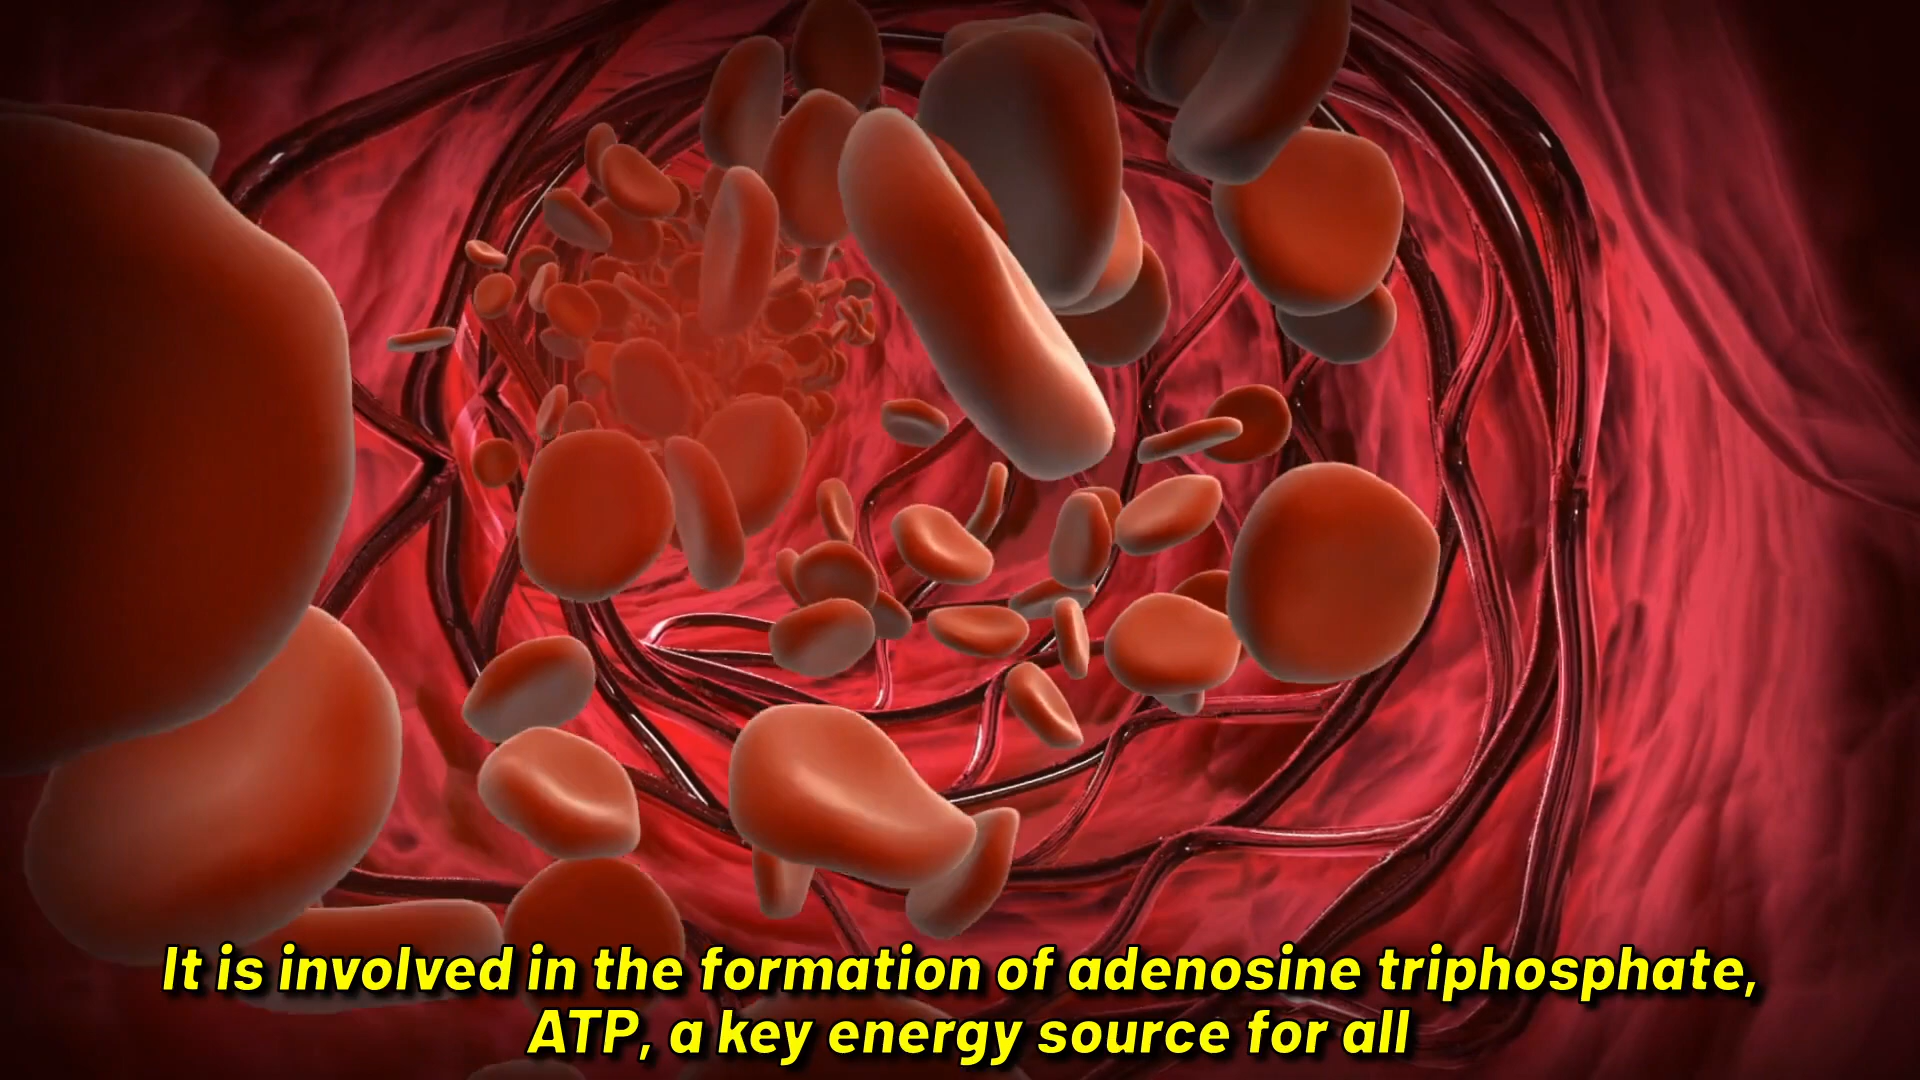 It is involved in the formation of adenosine triphosphate,
ATP, a key energy source for all